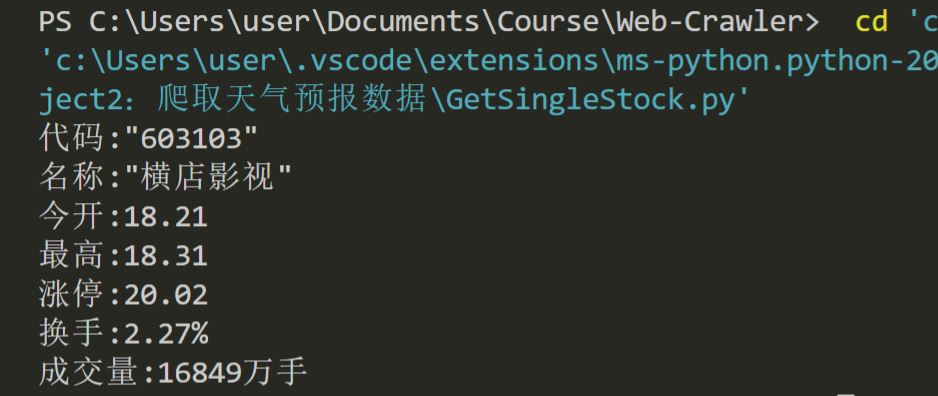 PS C:\Users\user\Documents\Course\Web-Crawler>  cd 'c
'c:\Users\user\.vscode\extensions\ms-python.python-20
ject2：爬取天气预报数据\GetSingleStock.py'
代码:"603103"
名称:"横店影视"
今开:18.21
最高:18.31
涨停:20.02
换手:2.27%
成交量:16849万手